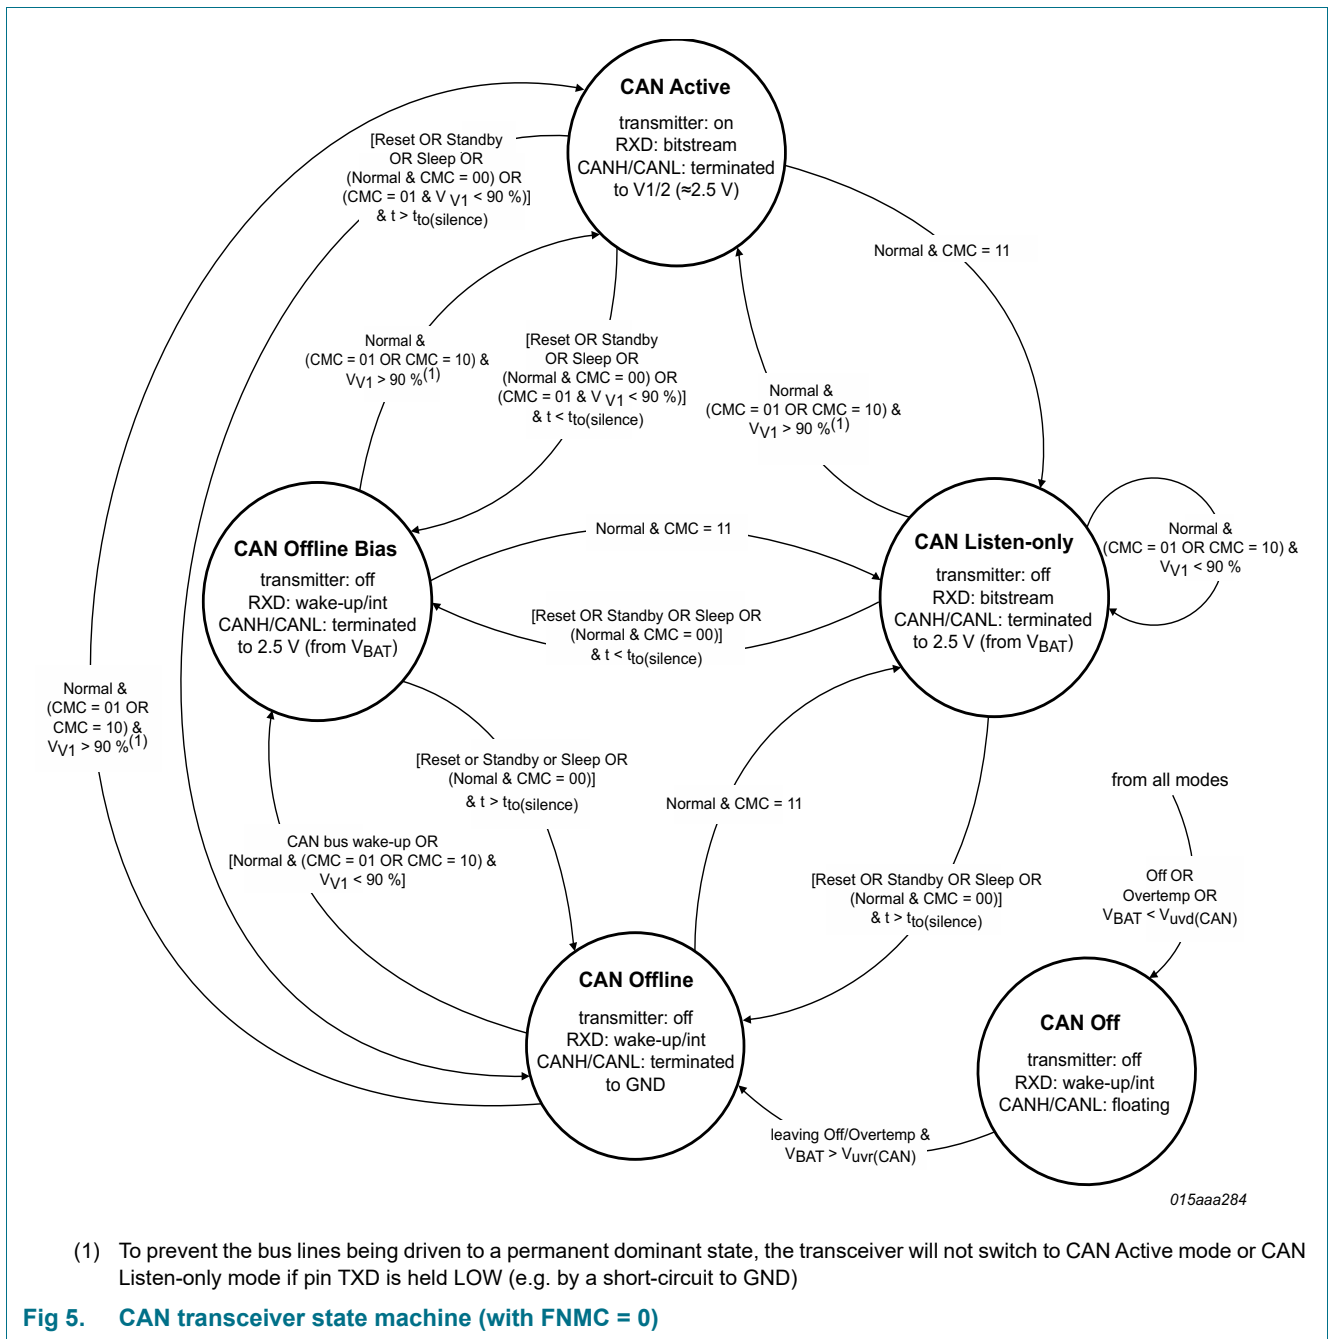 CAN Active
transmitter: on
RXD: bitstream
CANH/CANL: terminated
to V1/2 (≈2.5 V)
[Reset OR Standby
OR Sleep OR
(Normal & CMC = 00) OR
(CMC = 01 & V V1 < 90 %)]
& t > tto(silence)
Normal & CMC = 11
Normal &
(CMC = 01 OR CMC = 10) &
VV1 > 90 %(1)
[Reset OR Standby
OR Sleep OR
(Normal & CMC = 00) OR
(CMC = 01 & V V1 < 90 %)]
& t < tto(silence)
Normal &
(CMC = 01 OR CMC = 10) &
VV1 > 90 %(1)
CAN Offline Bias
transmitter: off
RXD: wake-up/int
CANH/CANL: terminated
to 2.5 V (from VBAT)
Normal & CMC = 11
CAN Listen-only
transmitter: off
RXD: bitstream
CANH/CANL: terminated
to 2.5 V (from VBAT)
Normal &
(CMC = 01 OR CMC = 10) &
VV1 < 90 %
[Reset OR Standby OR Sleep OR
(Normal & CMC = 00)]
& t < tto(silence)
Normal &
(CMC = 01 OR
CMC = 10) &
VV1 > 90 %(1)
[Reset or Standby or Sleep OR
(Nomal & CMC = 00)]
& t > tto(silence)
Normal & CMC = 11
from all modes
CAN bus wake-up OR
[Normal & (CMC = 01 OR CMC = 10) &
VV1 < 90 %]
[Reset OR Standby OR Sleep OR
(Normal & CMC = 00)]
& t > tto(silence)
Off OR
Overtemp OR
VBAT < Vuvd(CAN)
CAN Offline
transmitter: off
RXD: wake-up/int
CANH/CANL: terminated
to GND
CAN Off
transmitter: off
RXD: wake-up/int
CANH/CANL: floating
leaving Off/Overtemp &
VBAT > Vuvr(CAN)
015aaa284
(1) To prevent the bus lines being driven to a permanent dominant state, the transceiver will not switch to CAN Active mode or CAN
Listen-only mode if pin TXD is held LOW (e.g. by a short-circuit to GND)
Fig 5. CAN transceiver state machine (with FNMC = 0)